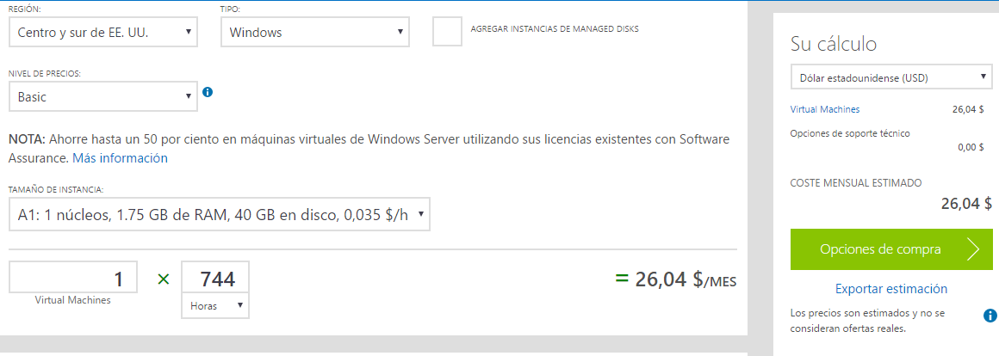 REGIÓN:
TIPO:
Centro y sur de EE. UU.
Windows
AGREGAR INSTANCIAS DE MANAGED DISKS
NIVEL DE PRECIOS:
Basic
NOTA: Ahorre hasta un 50 por ciento en máquinas virtuales de Windows Server utilizando sus licencias existentes con Software
Assurance. Más información
TAMAÑO DE INSTANCIA:
A1: 1 núcleos, 1.75 GB de RAM, 40 GB en disco, 0,035 $/h
1 × 744 = 26,04 $/MES
Virtual Machines
Horas
Su cálculo
Dólar estadounidense (USD)
Virtual Machines 26,04 $
Opciones de soporte técnico
0,00 $
COSTE MENSUAL ESTIMADO
26,04 $
Opciones de compra
Exportar estimación
Los precios son estimados y no se
consideran ofertas reales.